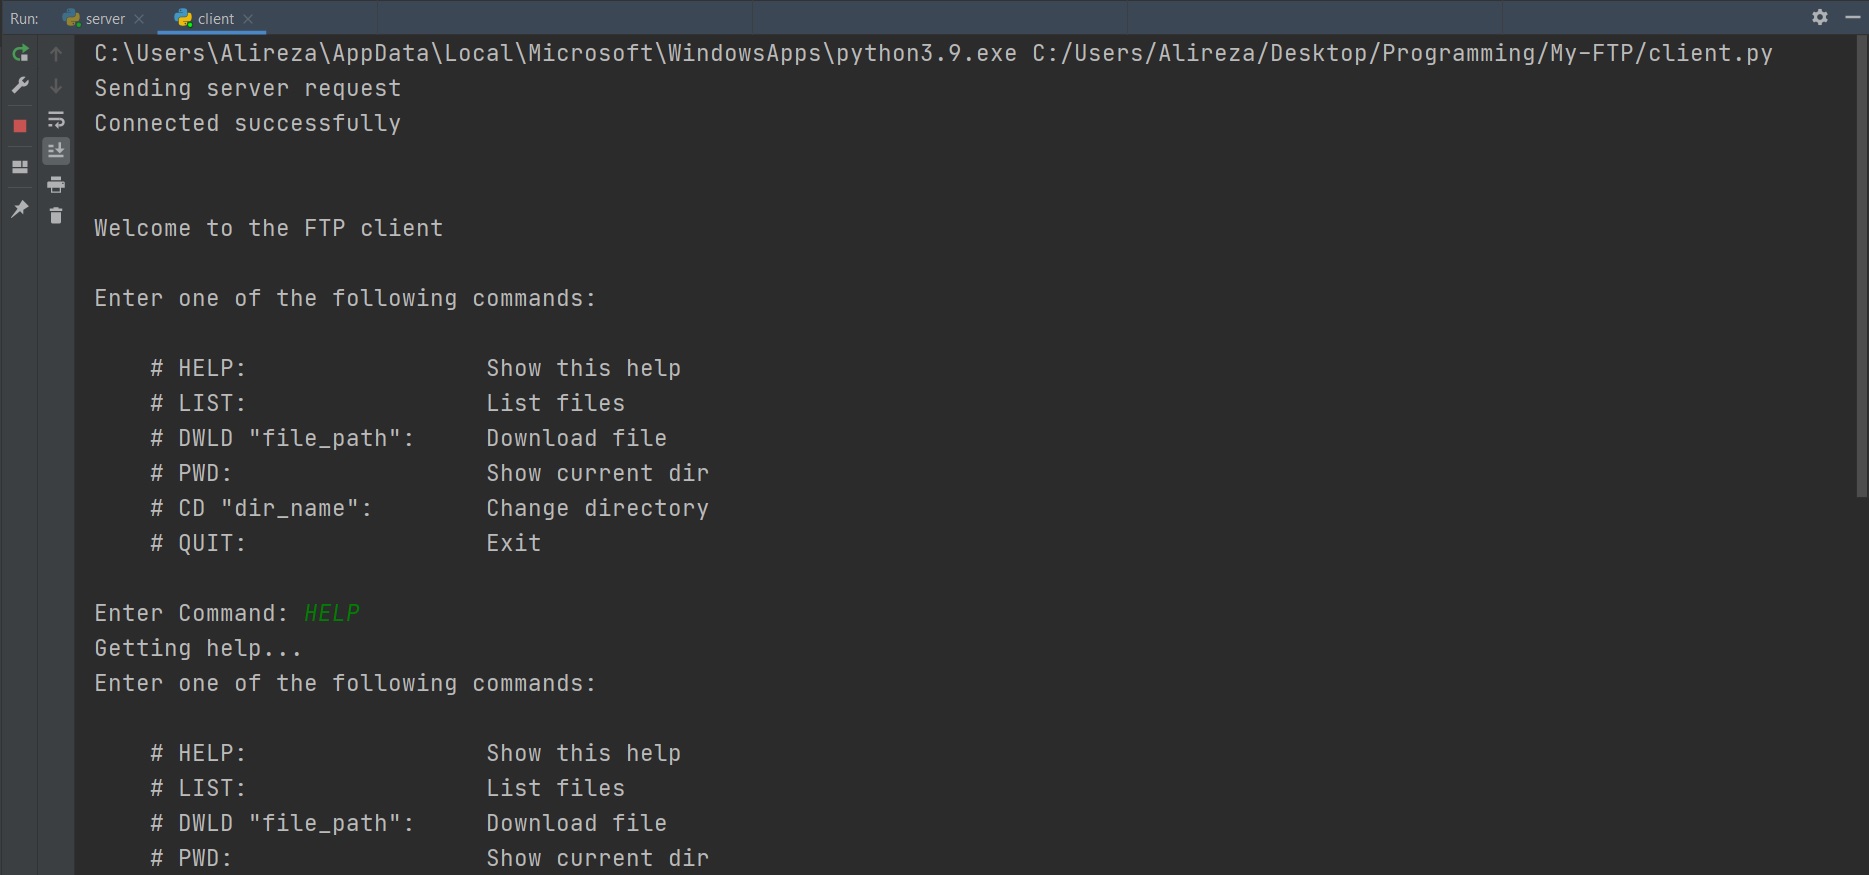 Run: server client
C:\Users\Alireza\AppData\Local\Microsoft\WindowsApps\python3.9.exe C:/Users/Alireza/Desktop/Programming/My-FTP/client.py
Sending server request
Connected successfully
Welcome to the FTP client
Enter one of the following commands:
# HELP: Show this help
# LIST: List files
# DWLD "file_path": Download file
# PWD: Show current dir
# CD "dir_name": Change directory
# QUIT: Exit
Enter Command: HELP
Getting help...
Enter one of the following commands:
# HELP: Show this help
# LIST: List files
# DWLD "file_path": Download file
# PWD: Show current dir